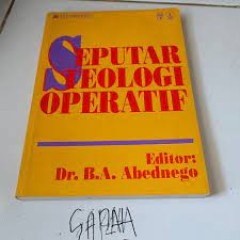 SEPUTAR
SEOLOGI
OPERATIF
Editor:
Dr. B.A. Abednego